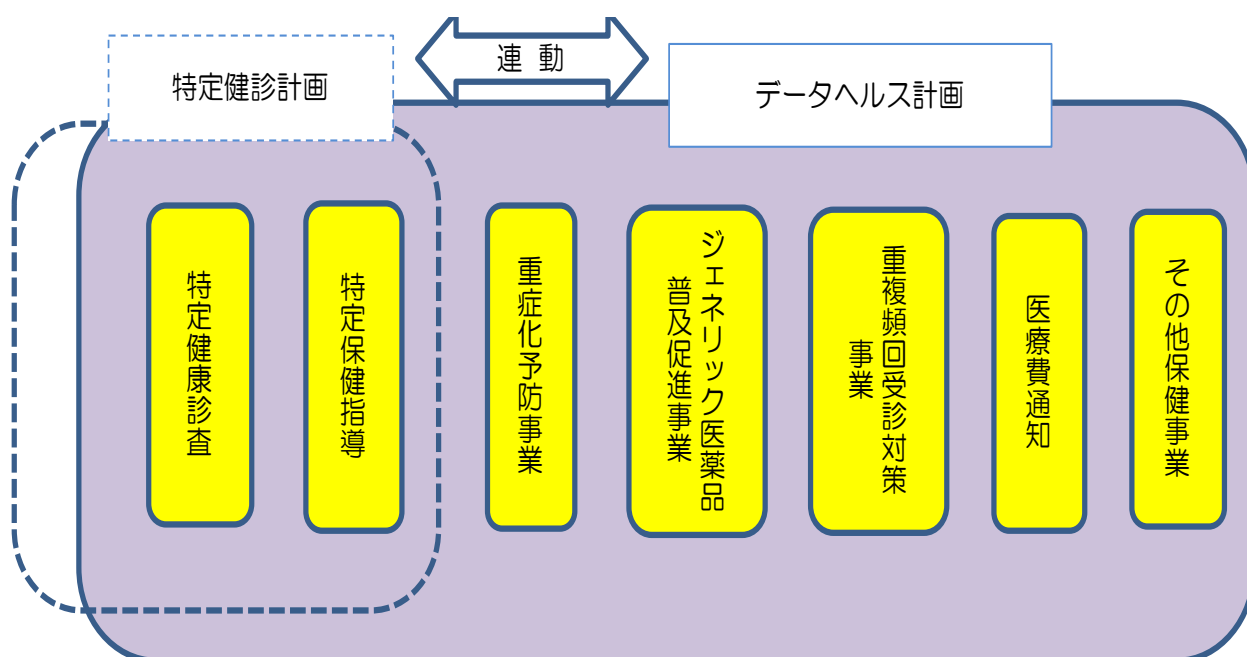 特定健診計画
連 動
データヘルス計画
特定健康診査
特定保健指導
重症化予防事業
ジェネリック医薬品
普及促進事業
重複頻回受診対策
事業
医療費通知
その他保健事業